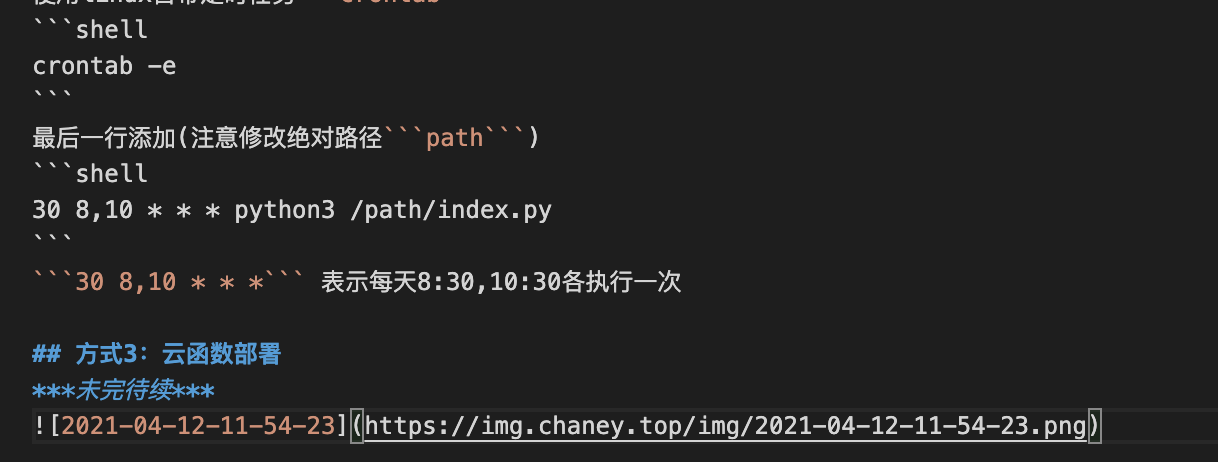 ```shell
crontab -e
```
最后一行添加(注意修改绝对路径```path```)
```shell
30 8,10 * * * python3 /path/index.py
```
```30 8,10 * * *``` 表示每天8:30,10:30各执行一次
## 方式3: 云函数部署
***未完待续***
![2021-04-12-11-54-23](https://img.chaney.top/img/2021-04-12-11-54-23.png)